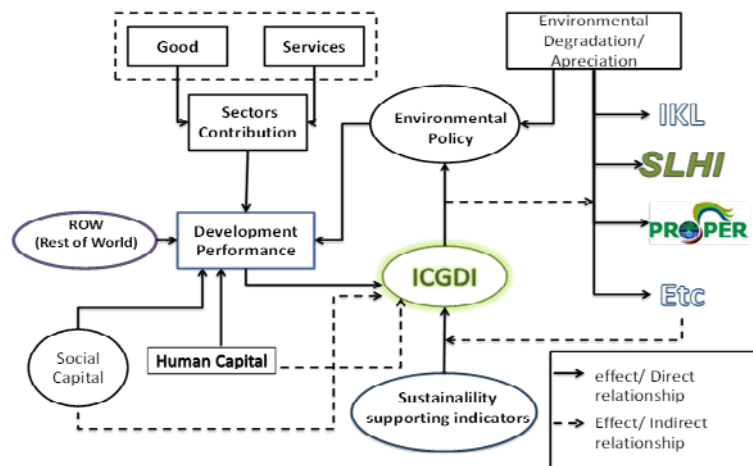 Good
Services
Sectors
Contribution
Environmental
Degradation/
Apreciation
Environmental
Policy
IKL
SLHI
PROPER
Etc
ROW
(Rest of World)
Development
Performance
ICGDI
Social
Capital
Human Capital
Sustainalility
supporting indicators
effect/ Direct
relationship
Effect/ Indirect
relationship